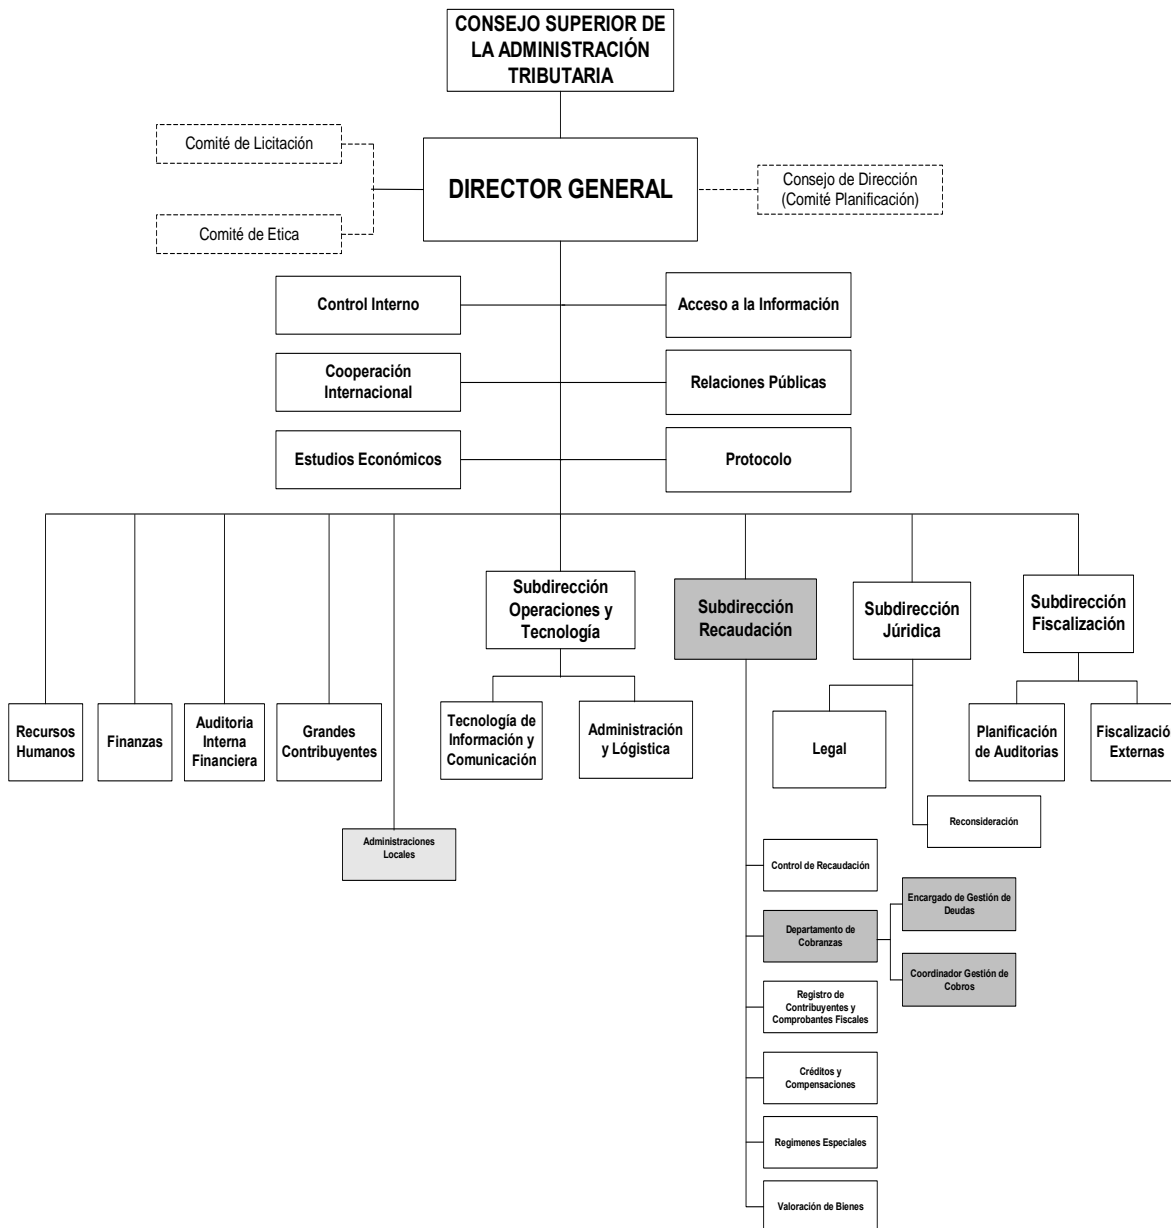 CONSEJO SUPERIOR DE
LA ADMINISTRACIÓN
TRIBUTARIA
Comité de Licitación
DIRECTOR GENERAL
Consejo de Dirección
(Comité Planificación)
Comité de Etica
Control Interno
Acceso a la Información
Cooperación
Internacional
Relaciones Públicas
Estudios Económicos
Protocolo
Subdirección
Operaciones y
Tecnología
Subdirección
Recaudación
Subdirección
Júridica
Subdirección
Fiscalización
Recursos
Humanos
Finanzas
Auditoria
Interna
Financiera
Grandes
Contribuyentes
Tecnología de
Información y
Comunicación
Administración
y Lógistica
Legal
Planificación
de Auditorias
Fiscalizació
Externas
Reconsideración
Administraciones
Locales
Control de Recaudación
Departamento de
Cobranzas
Encargado de Gestión de
Deudas
Coordinador Gestión de
Cobros
Registro de
Contribuyentes y
Comprobantes Fiscales
Créditos y
Compensaciones
Regimenes Especiales
Valoración de Bienes